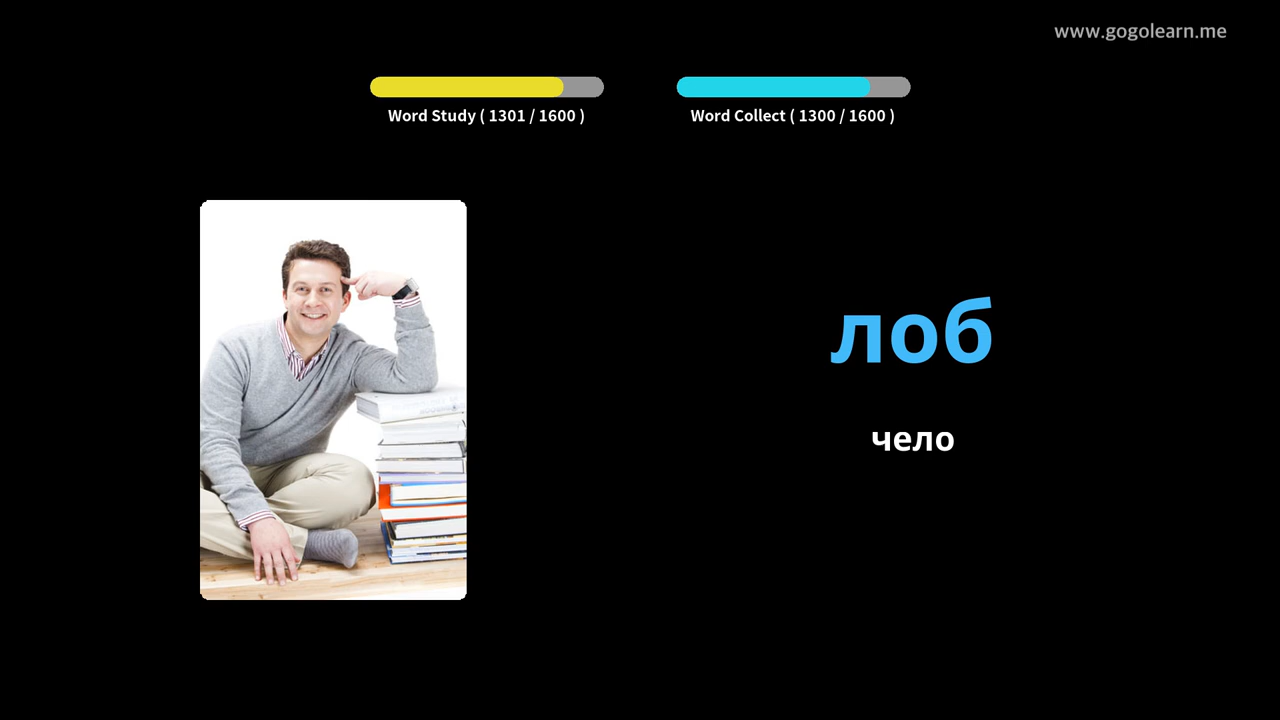 www.gogolearn.me
Word Study ( 1301 / 1600 )
Word Collect ( 1300 / 1600 )
лоб
чело